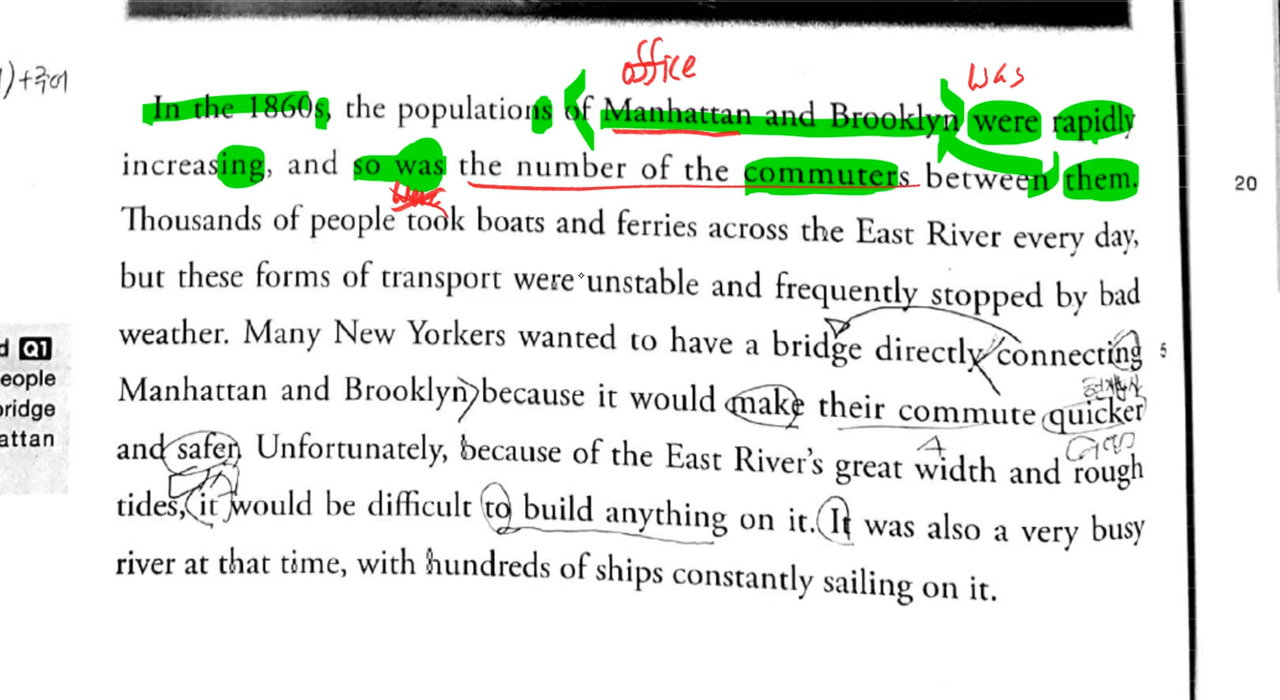 office was
) + 주어
In the 1860s, the populations of Manhattan and Brooklyn were rapidly
increasing, and so was the number of the commuters between them.
20
Thousands of people took boats and ferries across the East River every day,
but these forms of transport were unstable and frequently stopped by bad
weather. Many New Yorkers wanted to have a bridge directly connecting
5
d Q1
eople
ridge
attan
Manhattan and Brooklyn because it would make their commute quicker
and safer. Unfortunately, because of the East River's great width and rough
A
tides, it would be difficult to build anything on it. It was also a very busy
river at that time, with hundreds of ships constantly sailing on it.